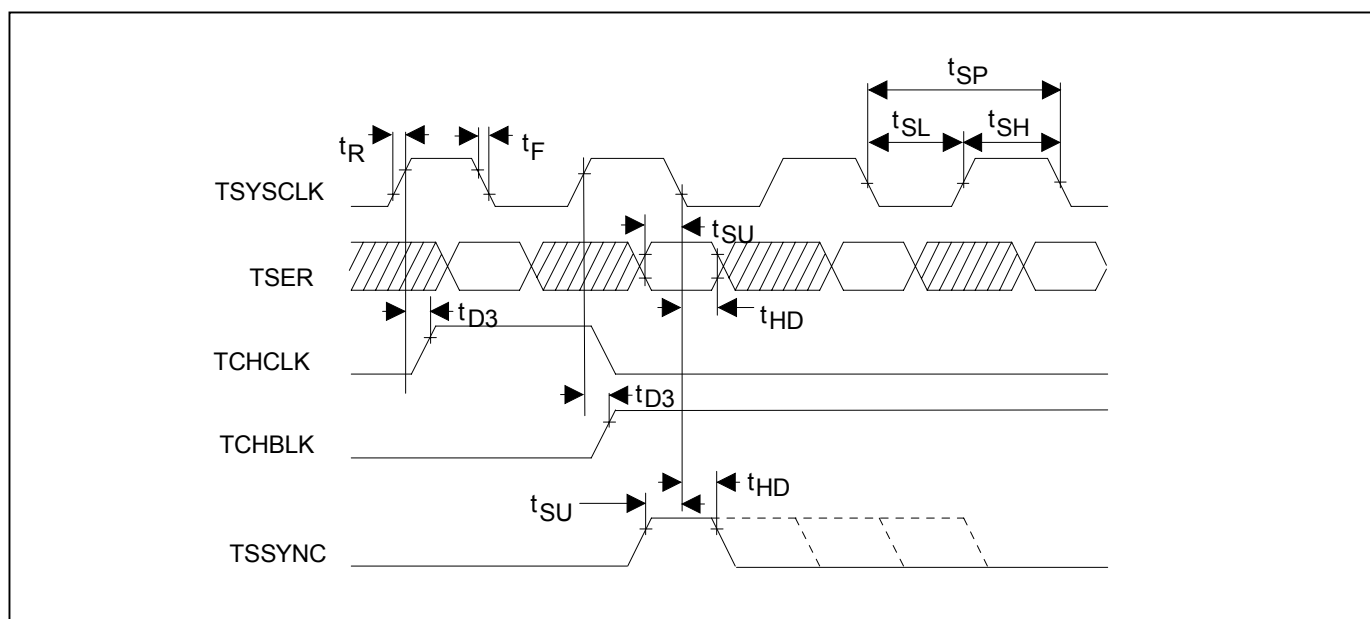 tSP
tR
tF
tSL
tSH
TSYSCLK
tSU
TSER
tD3
tHD
TCHCLK
tD3
TCHBLK
tSU
tHD
TSSYNC